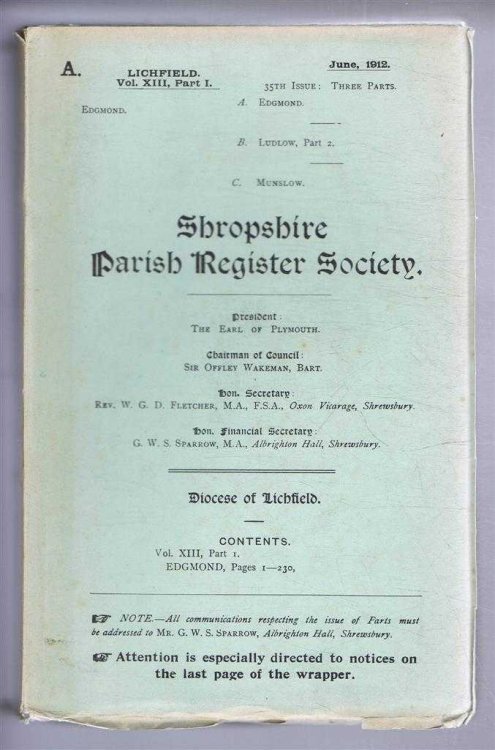 A.
LICHFIELD.
Vol. XIII, Part I.
June, 1912.
35TH ISSUE: THREE PARTS.
EDGMOND.
A. EDGMOND.
B. LUDLOW, Part 2.
C. MUNSLOW.
Shropshire
Parish Register Society.
President:
THE EARL OF PLYMOUTH.
Chairman of Council:
SIR OFFLEY WAKEMAN, BART.
Hon. Secretary:
REV. W. G. D. FLETCHER, M.A., F.S.A., Oxon Vicarage, Shrewsbury.
Hon. Financial Secretary:
G. W. S. SPARROW, M.A., Albrighton Hall, Shrewsbury.
Diocese of Lichfield.
CONTENTS.
Vol. XIII, Part 1.
EDGMOND, Pages 1—230,
☞ NOTE.—All communications respecting the issue of Parts must
be addressed to MR. G. W. S. SPARROW, Albrighton Hall, Shrewsbury.
☞ Attention is especially directed to notices on
the last page of the wrapper.